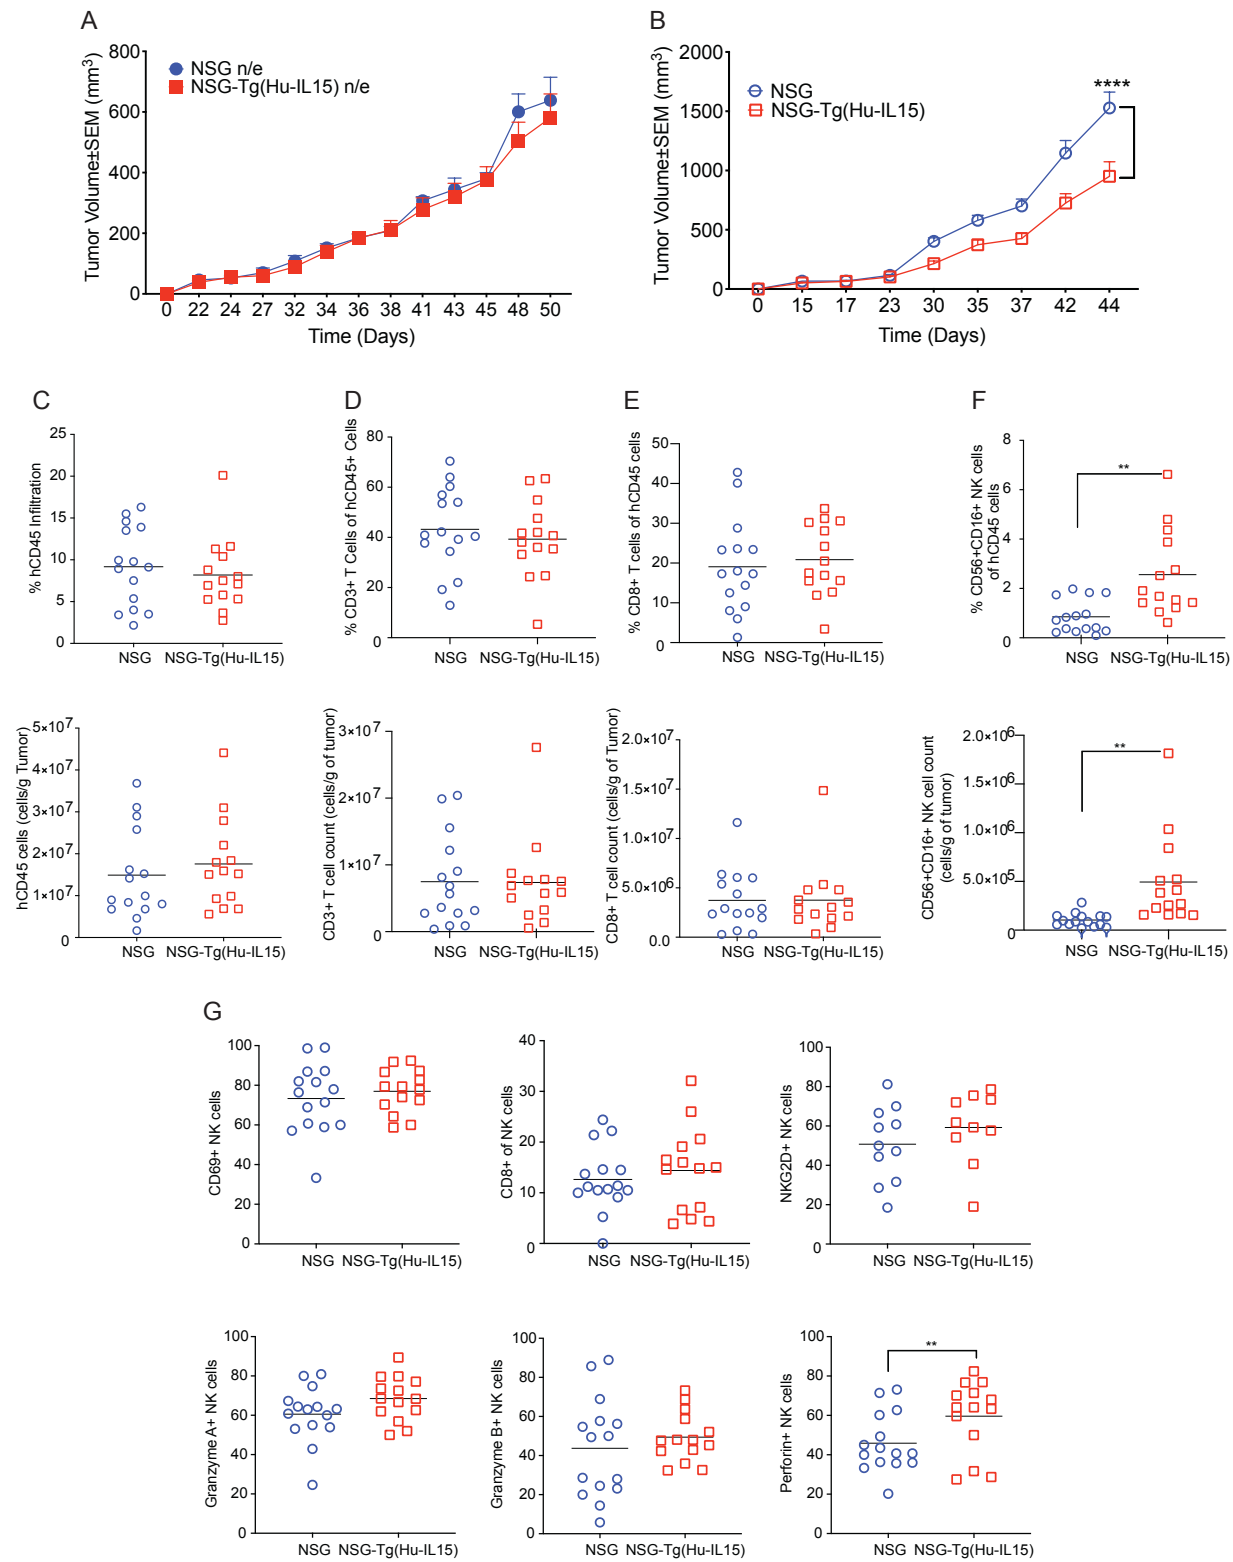 A
Tumor Volume±SEM (mm³)
800
600
400
200
0
NSG n/e
NSG-Tg(Hu-IL15) n/e
0 22 24 27 32 34 36 38 41 43 45 48 50
Time (Days)
B
Tumor Volume±SEM (mm³)
2000
1500
1000
500
0
NSG
NSG-Tg(Hu-IL15)
****
0 15 17 23 30 35 37 42 44
Time (Days)
C
% hCD45 Infiltration
25
20
15
10
5
0
NSG NSG-Tg(Hu-IL15)
D
% CD3+ T Cells of hCD45+ Cells
80
60
40
20
0
NSG NSG-Tg(Hu-IL15)
E
% CD8+ T cells of hCD45 cells
50
40
30
20
10
0
NSG NSG-Tg(Hu-IL15)
F
% CD56+CD16+ NK cells
of hCD45 cells
8
6
4
2
0
**
NSG NSG-Tg(Hu-IL15)
hCD45 cells (cells/g Tumor)
5×10⁷
4×10⁷
3×10⁷
2×10⁷
1×10⁷
0
NSG NSG-Tg(Hu-IL15)
CD3+ T cell count (cells/g of tumor)
3×10⁷
2×10⁷
1×10⁷
0
NSG NSG-Tg(Hu-IL15)
CD8+ T cell count (cells/g of Tumor)
2.0×10⁷
1.5×10⁷
1.0×10⁷
5.0×10⁶
0.0
NSG NSG-Tg(Hu-IL15)
CD56+CD16+ NK cell count
(cells/g of tumor)
2.0×10⁶
1.5×10⁶
1.0×10⁶
5.0×10⁵
0
**
NSG NSG-Tg(Hu-IL15)
G
CD69+ NK cells
100
80
60
40
20
0
NSG NSG-Tg(Hu-IL15)
CD8+ of NK cells
40
30
20
10
0
NSG NSG-Tg(Hu-IL15)
NKG2D+ NK cells
100
80
60
40
20
0
NSG NSG-Tg(Hu-IL15)
Granzyme A+ NK cells
100
80
60
40
20
0
NSG NSG-Tg(Hu-IL15)
Granzyme B+ NK cells
100
80
60
40
20
0
NSG NSG-Tg(Hu-IL15)
Perforin+ NK cells
100
80
60
40
20
0
**
NSG NSG-Tg(Hu-IL15)